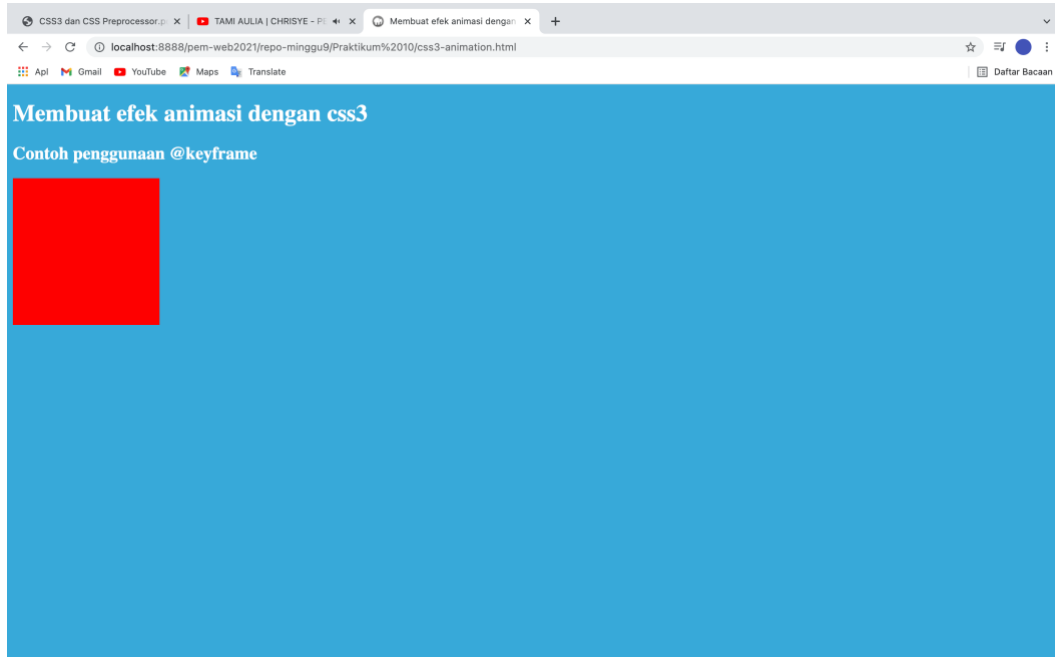 CSS3 dan CSS Preprocessor.p
TAMI AULIA | CHRISYE - PS
Membuat efek animasi dengan
localhost:8888/pem-web2021/repo-minggu9/Praktikum%2010/css3-animation.html
Apl Gmail YouTube Maps Translate Daftar Bacaan
Membuat efek animasi dengan css3
Contoh penggunaan @keyframe